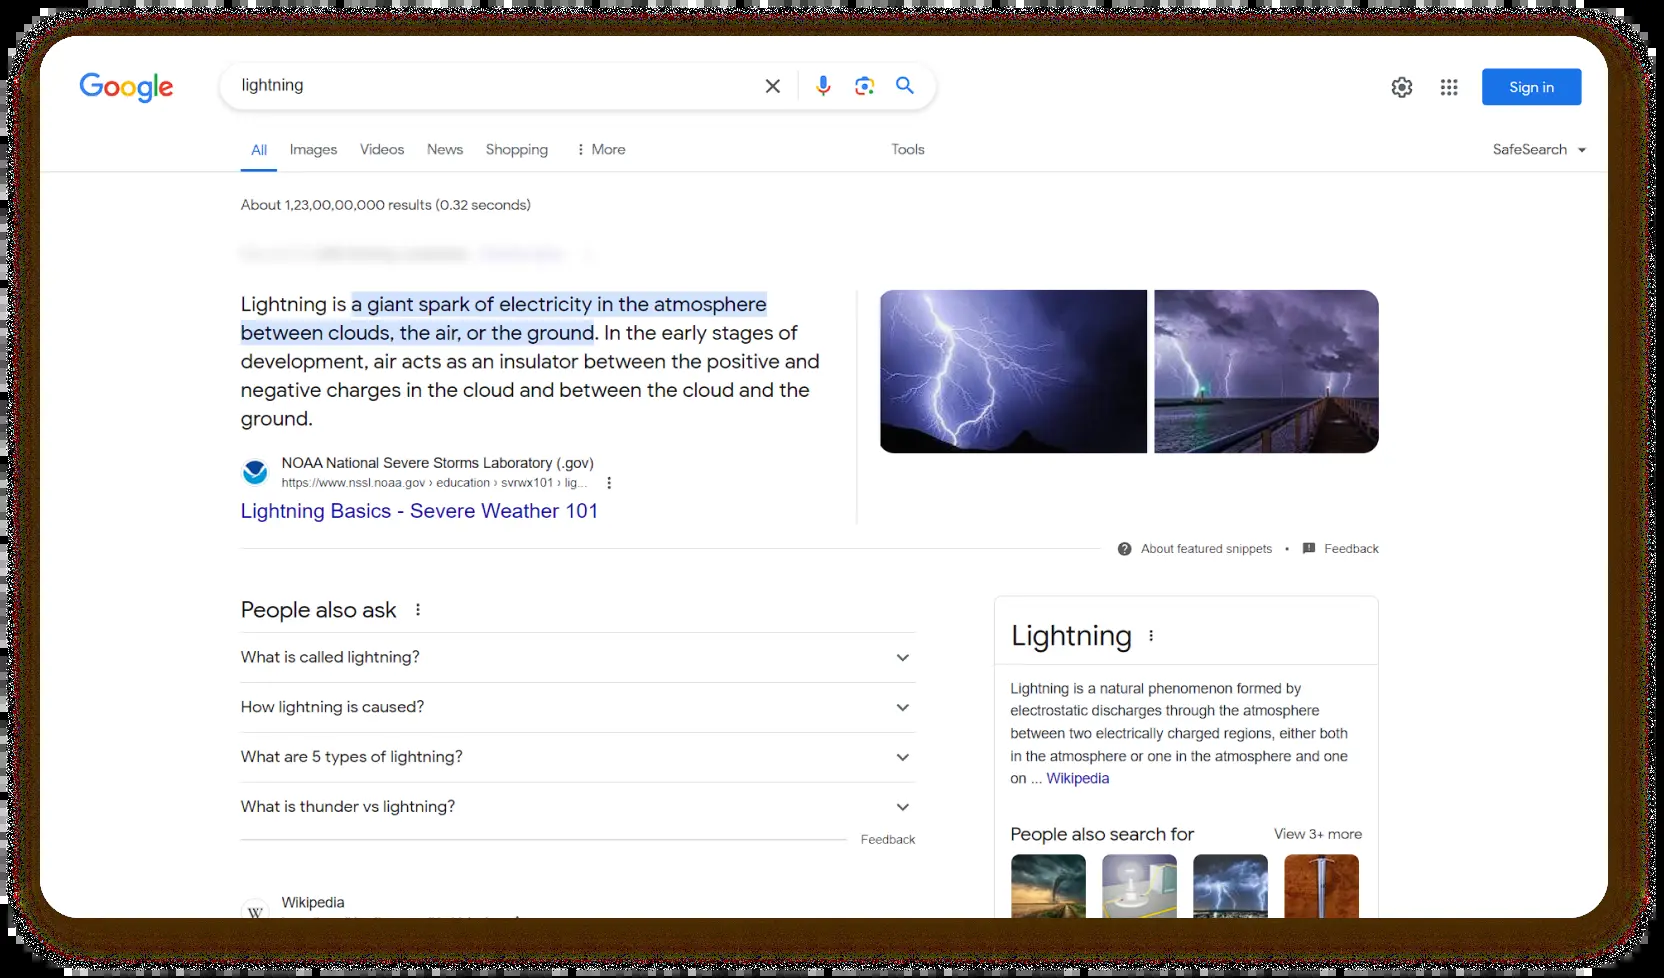 Google
lightning
Sign in
All Images Videos News Shopping More Tools SafeSearch
About 1,23,00,00,000 results (0.32 seconds)
Lightning is a giant spark of electricity in the atmosphere
between clouds, the air, or the ground. In the early stages of
development, air acts as an insulator between the positive and
negative charges in the cloud and between the cloud and the
ground.
NOAA National Severe Storms Laboratory (.gov)
https://www.nssl.noaa.gov › education › svrwx101 › lig...
Lightning Basics - Severe Weather 101
About featured snippets • Feedback
People also ask
What is called lightning?
How lightning is caused?
What are 5 types of lightning?
What is thunder vs lightning?
Feedback
W
Wikipedia
Lightning
Lightning is a natural phenomenon formed by
electrostatic discharges through the atmosphere
between two electrically charged regions, either both
in the atmosphere or one in the atmosphere and one
on ... Wikipedia
People also search for
View 3+ more